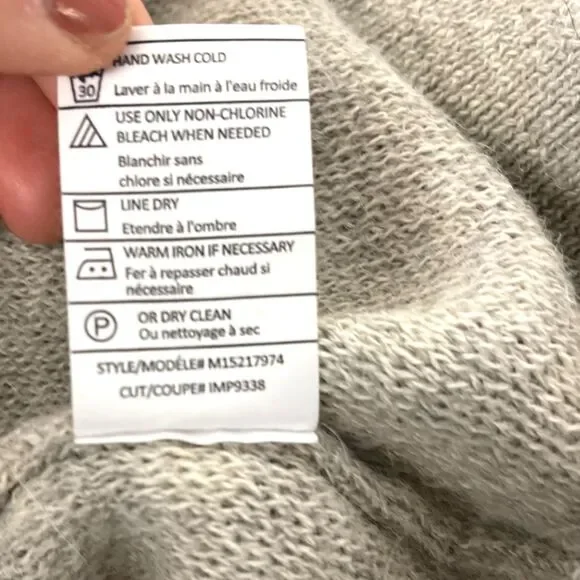 HAND WASH COLD
30
Laver à la main à l'eau froide
USE ONLY NON-CHLORINE
BLEACH WHEN NEEDED
Blanchir sans
chlore si nécessaire
LINE DRY
Etendre à l'ombre
WARM IRON IF NECESSARY
Fer à repasser chaud si
nécessaire
P
OR DRY CLEAN
Ou nettoyage à sec
STYLE/MODÉLE# M15217974
CUT/COUPE# IMP9338